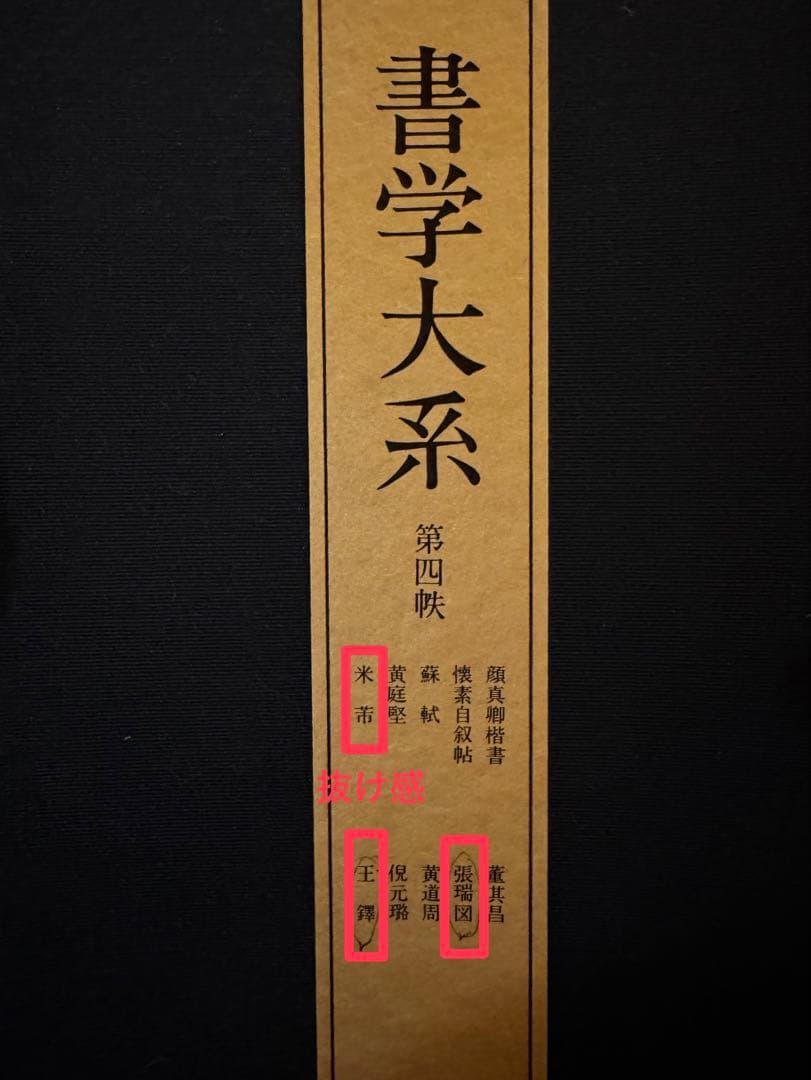 書学大系
第四帙
顔真卿楷書
懐素自叙帖
蘇軾
黄庭堅
米芾
抜け感
董其昌
張瑞図
黄道周
倪元璐
王鐸